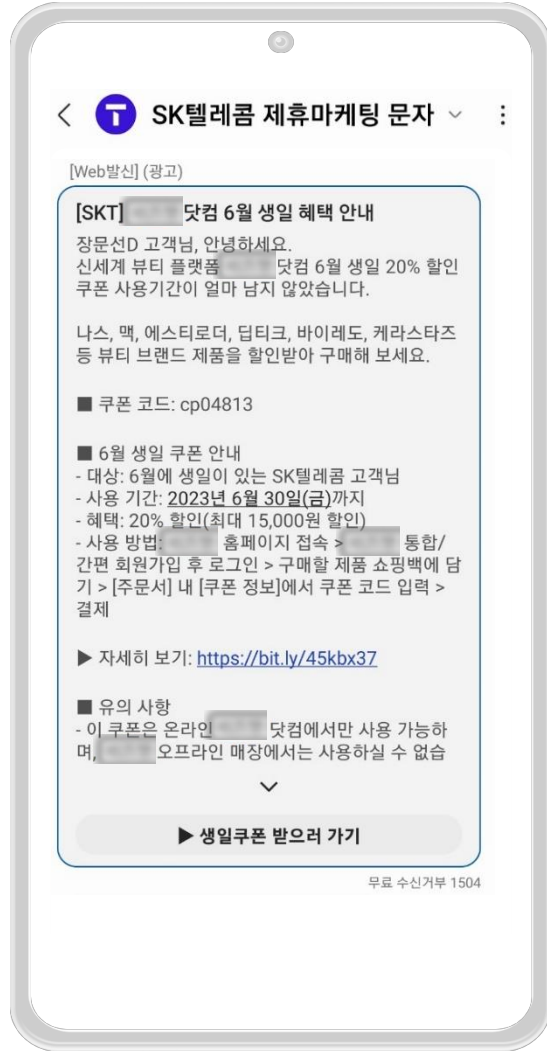 SK텔레콤 제휴마케팅 문자
[Web발신] (광고)
[SKT] 닷컴 6월 생일 혜택 안내
장문선D 고객님, 안녕하세요.
신세계 뷰티 플랫폼 닷컴 6월 생일 20% 할인
쿠폰 사용기간이 얼마 남지 않았습니다.
나스, 맥, 에스티로더, 딥티크, 바이레도, 케라스타즈
등 뷰티 브랜드 제품을 할인받아 구매해 보세요.
■ 쿠폰 코드: cp04813
■ 6월 생일 쿠폰 안내
- 대상: 6월에 생일이 있는 SK텔레콤 고객님
- 사용 기간: 2023년 6월 30일(금)까지
- 혜택: 20% 할인(최대 15,000원 할인)
- 사용 방법: 홈페이지 접속 > 통합/
간편 회원가입 후 로그인 > 구매할 제품 쇼핑백에 담
기 > [주문서] 내 [쿠폰 정보]에서 쿠폰 코드 입력 >
결제
▶ 자세히 보기: https://bit.ly/45kbx37
■ 유의 사항
- 이 쿠폰은 온라인 닷컴에서만 사용 가능하
며, 오프라인 매장에서는 사용하실 수 없습
▶ 생일쿠폰 받으러 가기
무료 수신거부 1504